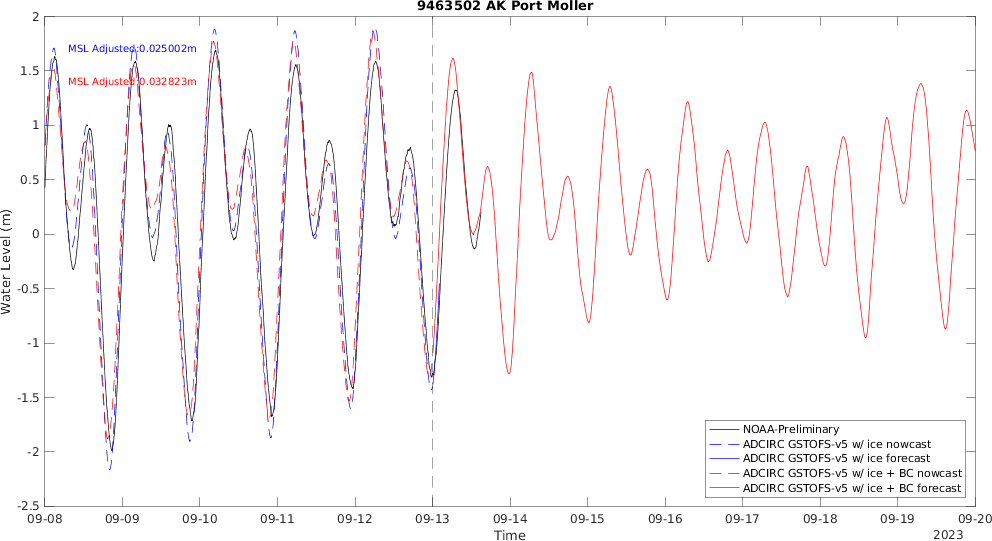 9463502 AK Port Moller
MSL Adjusted:0.025002m
MSL Adjusted:0.032823m
Water Level (m)
2
1.5
1
0.5
0
-0.5
-1
-1.5
-2
-2.5
NOAA-Preliminary
ADCIRC GSTOFS-v5 w/ ice nowcast
ADCIRC GSTOFS-v5 w/ ice forecast
ADCIRC GSTOFS-v5 w/ ice + BC nowcast
ADCIRC GSTOFS-v5 w/ ice + BC forecast
09-08 09-09 09-10 09-11 09-12 09-13 09-14 09-15 09-16 09-17 09-18 09-19 09-20
Time
2023